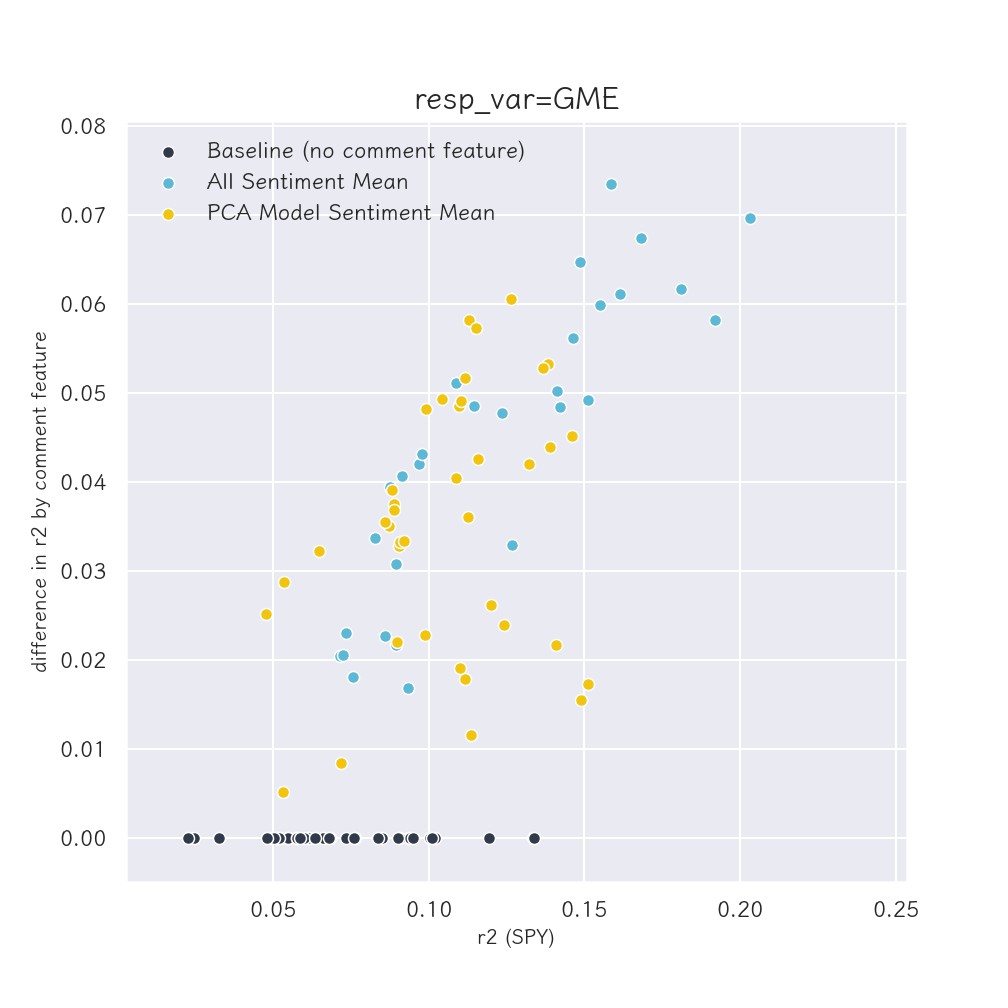 resp_var=GME
0.08
Baseline (no comment feature)
All Sentiment Mean
0.07
PCA Model Sentiment Mean
0.06
0.05
0.04
0.03
0.02
0.01
0.00
difference in r2 by comment feature
0.05 0.10 0.15 0.20 0.25
r2 (SPY)